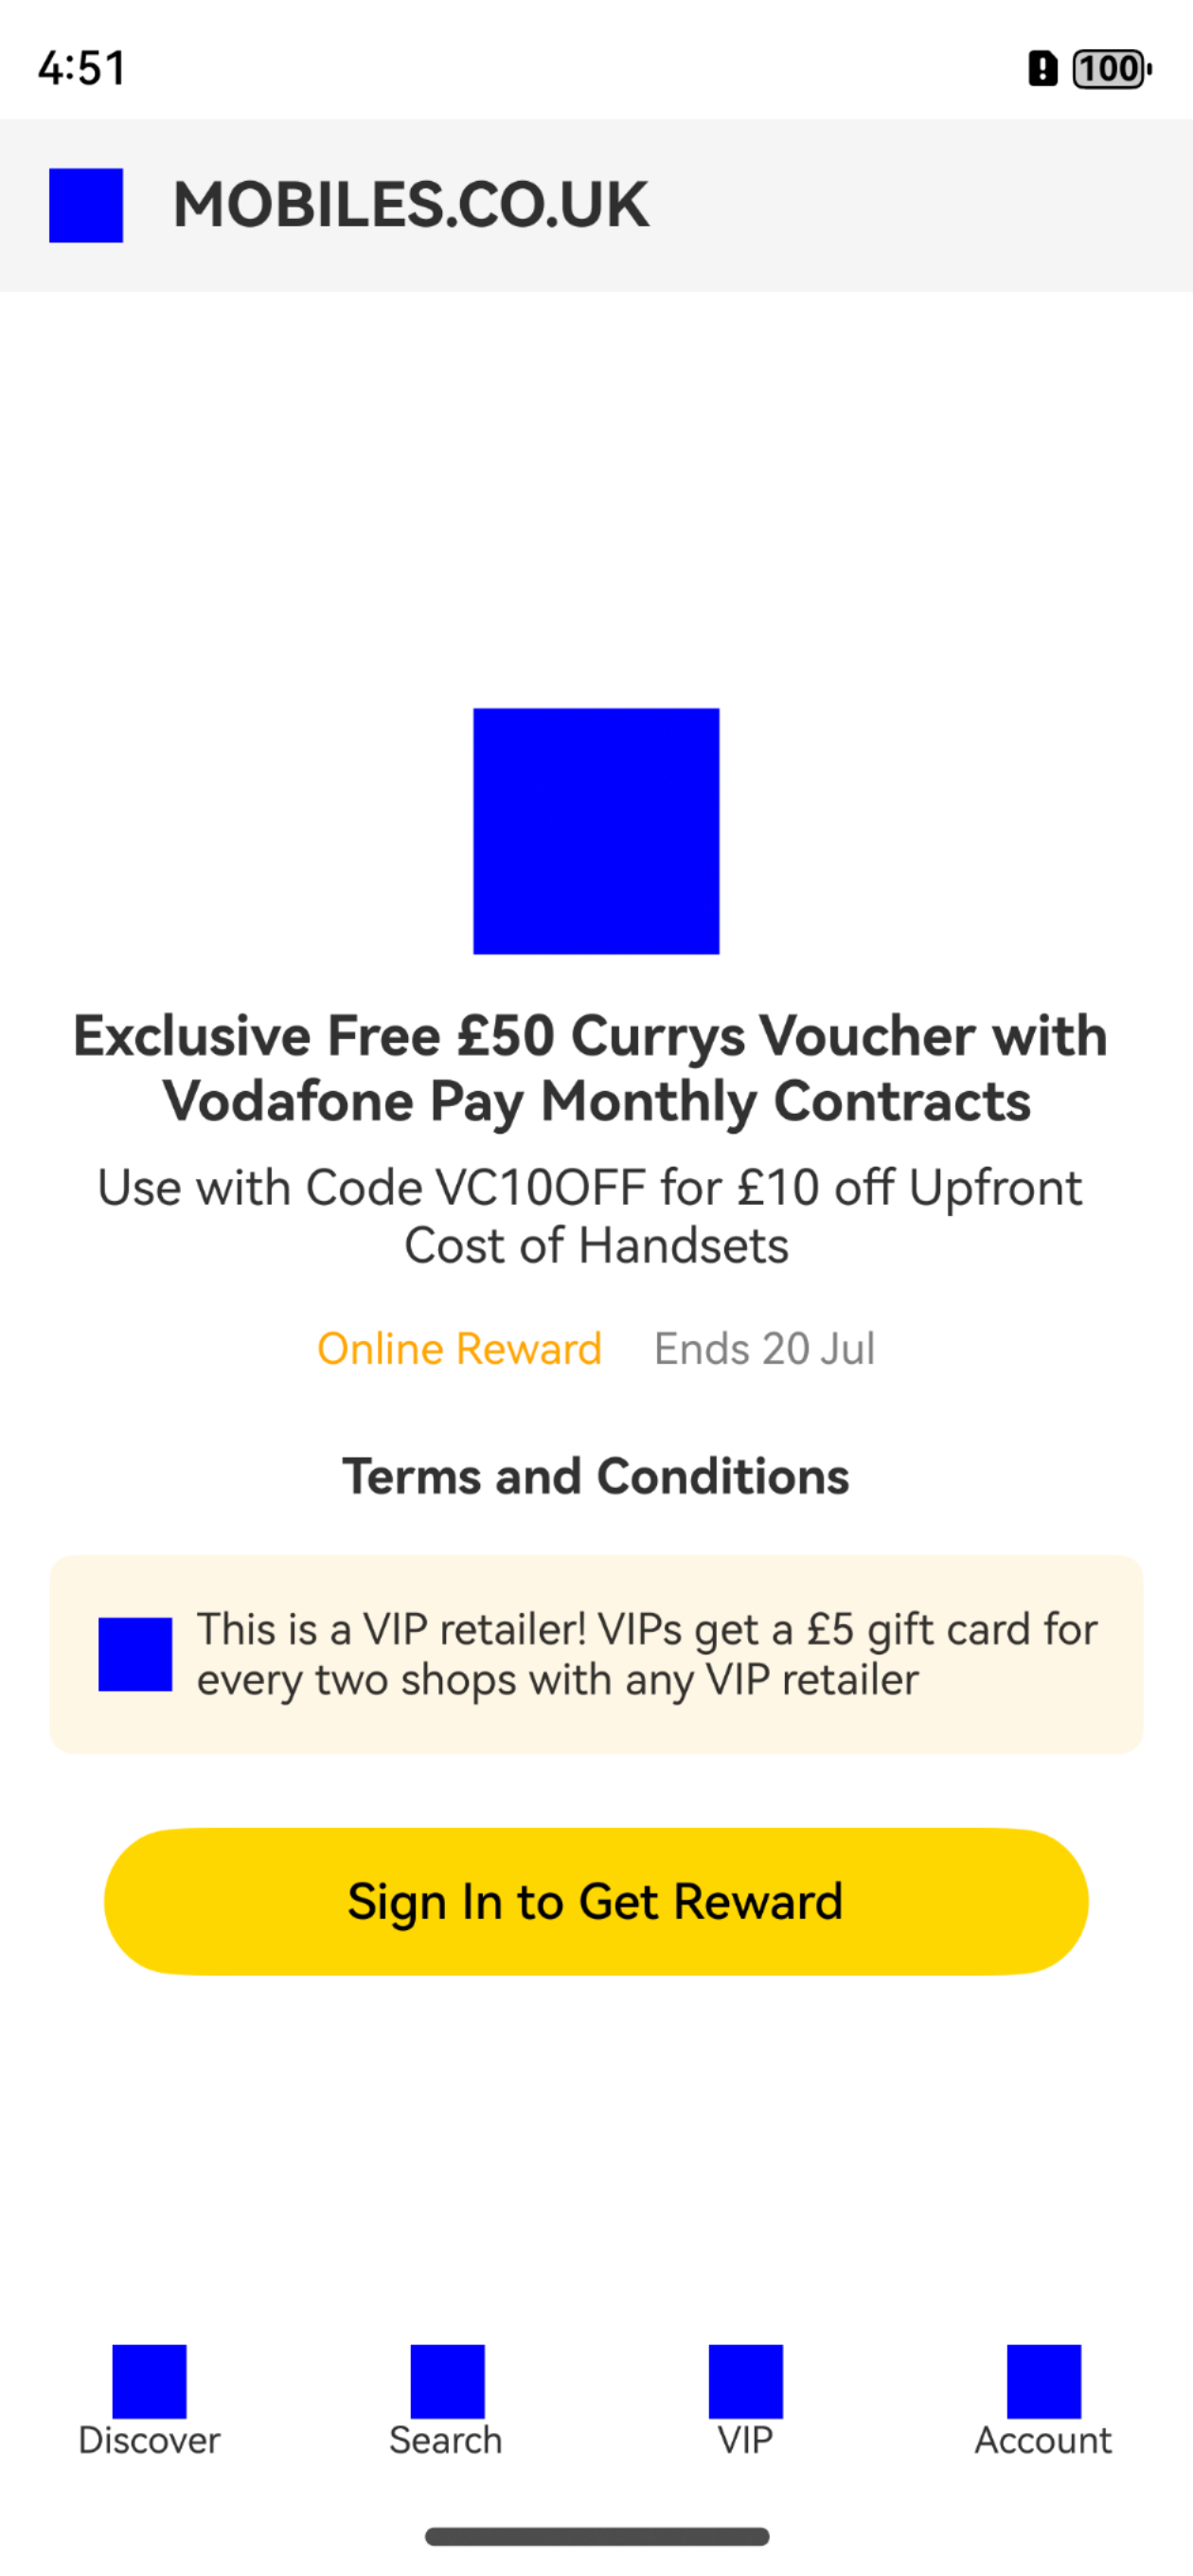 4:51
100
MOBILES.CO.UK
Exclusive Free £50 Currys Voucher with
Vodafone Pay Monthly Contracts
Use with Code VC10OFF for £10 off Upfront
Cost of Handsets
Online Reward Ends 20 Jul
Terms and Conditions
This is a VIP retailer! VIPs get a £5 gift card for
every two shops with any VIP retailer
Sign In to Get Reward
Discover Search VIP Account